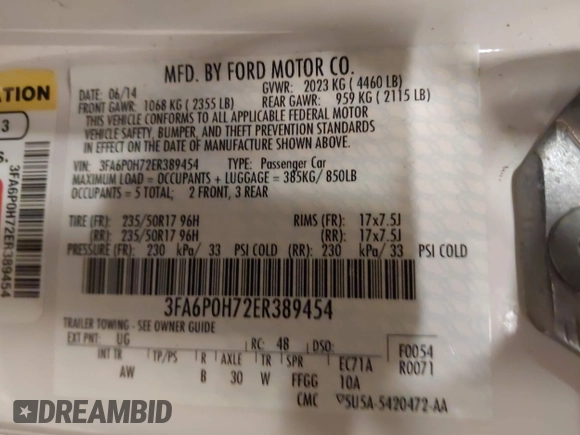 MFD. BY FORD MOTOR CO.
DATE: 06/14 GVWR: 2023 KG (4460 LB)
FRONT GAWR: 1068 KG (2355 LB) REAR GAWR: 959 KG (2115 LB)
THIS VEHICLE CONFORMS TO ALL APPLICABLE FEDERAL MOTOR
VEHICLE SAFETY, BUMPER, AND THEFT PREVENTION STANDARDS
IN EFFECT ON THE DATE OF MANUFACTURE SHOWN ABOVE.
VIN: 3FA6P0H72ER389454 TYPE: Passenger Car
MAXIMUM LOAD = OCCUPANTS + LUGGAGE = 385KG/ 850LB
OCCUPANTS = 5 TOTAL; 2 FRONT, 3 REAR
TIRE (FR): 235/50R17 96H RIMS (FR): 17x7.5J
(RR): 235/50R17 96H (RR): 17x7.5J
PRESSURE (FR): 230 kPa/ 33 PSI COLD (RR): 230 kPa/ 33 PSI COLD
3FA6P0H72ER389454
TRAILER TOWING - SEE OWNER GUIDE
EXT PNT: UG RC: 48 DSO: F0054
INT TR TP/PS R AXLE TR SPR EC71A R0071
AW B 30 W FFGG 10A
CMC 5U5A-5420472-AA
ATION
3
3FA6P0H72ER389454
DREAMBID